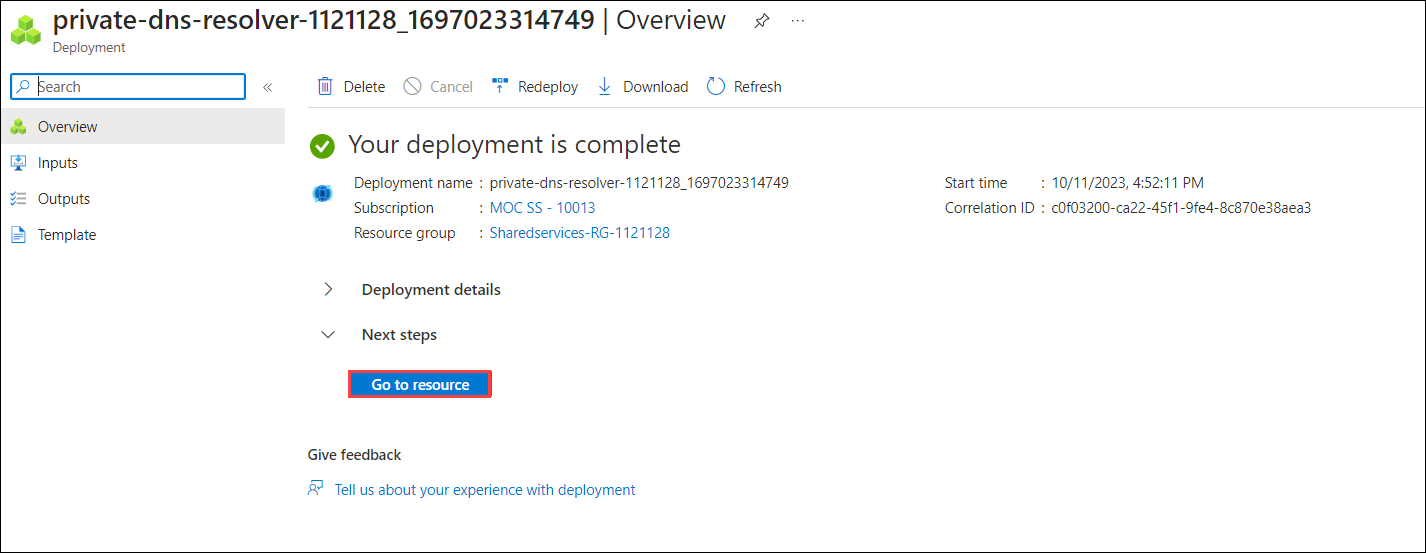 private-dns-resolver-1121128_1697023314749 | Overview ...
Deployment
Search «
Delete Cancel Redeploy Download Refresh
Overview
Inputs
Outputs
Template
Your deployment is complete
Deployment name : private-dns-resolver-1121128_1697023314749
Subscription : MOC SS - 10013
Resource group : Sharedservices-RG-1121128
Start time : 10/11/2023, 4:52:11 PM
Correlation ID : c0f03200-ca22-45f1-9fe4-8c870e38aea3
Deployment details
Next steps
Go to resource
Give feedback
Tell us about your experience with deployment